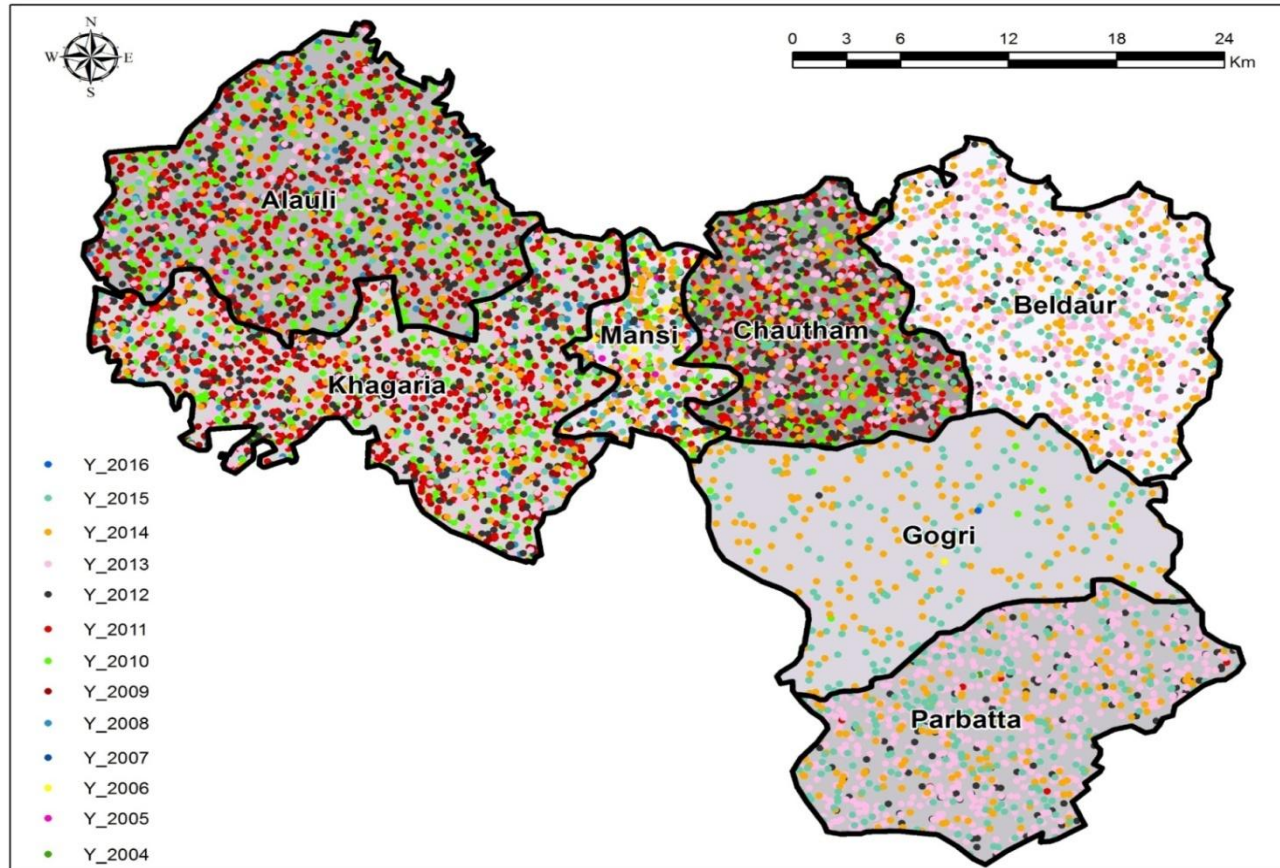 N
W E
S
0 3 6 12 18 24
Km
Alauli
Beldaur
Mansi
Chautham
Khagaria
Gogri
Parbatta
Y_2016
Y_2015
Y_2014
Y_2013
Y_2012
Y_2011
Y_2010
Y_2009
Y_2008
Y_2007
Y_2006
Y_2005
Y_2004